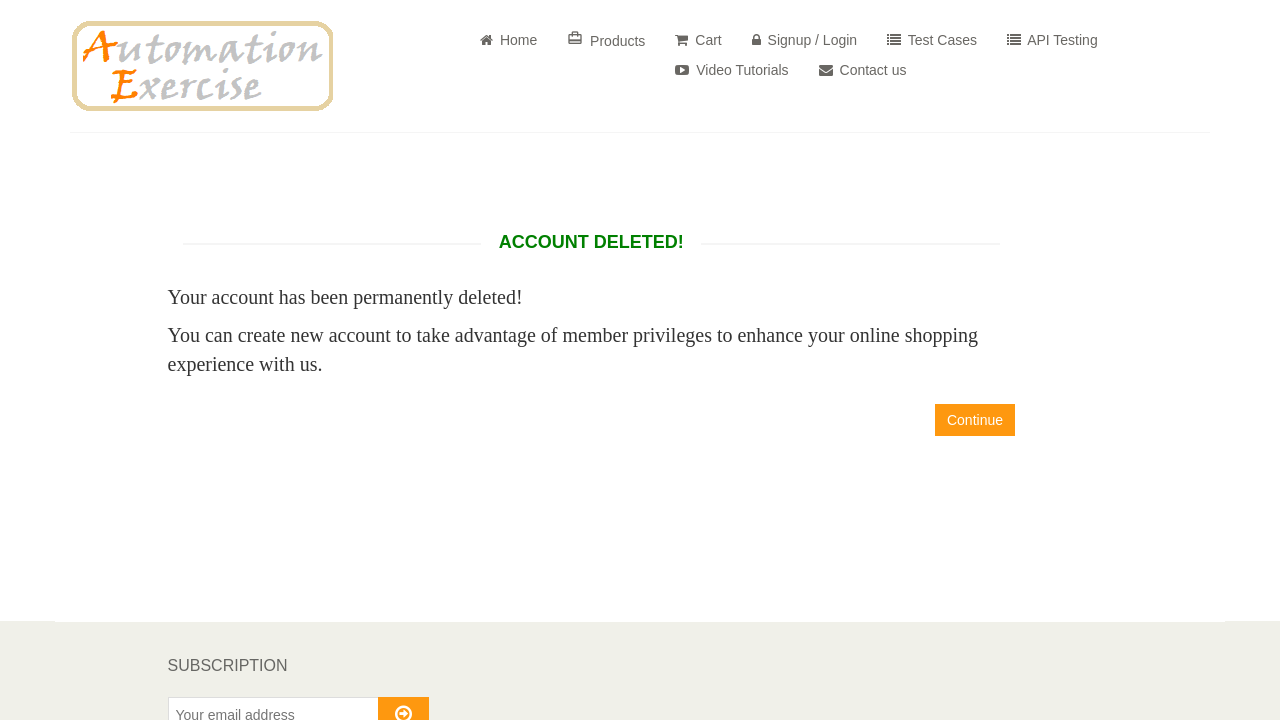 Automation
Exercise
Home
Products
Cart
Signup / Login
Test Cases
API Testing
Video Tutorials
Contact us
ACCOUNT DELETED!
Your account has been permanently deleted!
You can create new account to take advantage of member privileges to enhance your online shopping
experience with us.
Continue
SUBSCRIPTION
Your email address